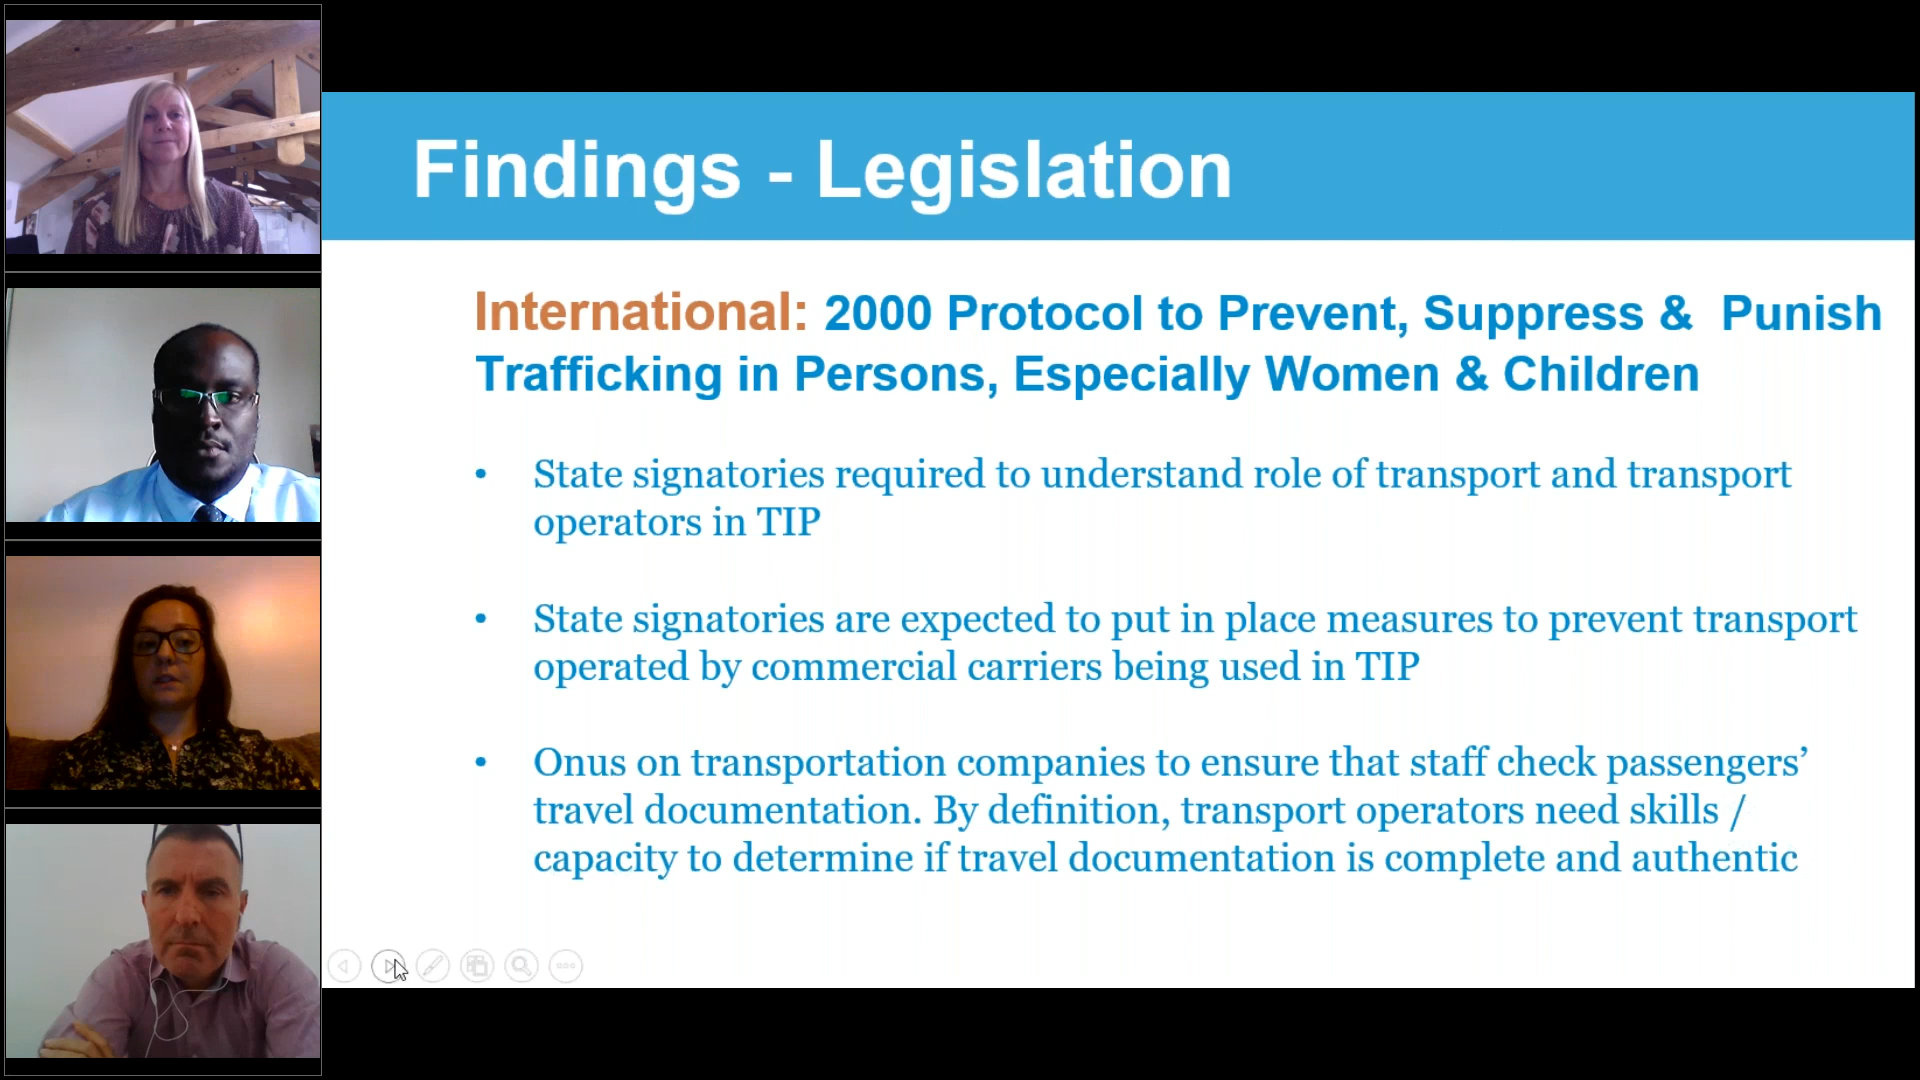 Findings - Legislation
International: 2000 Protocol to Prevent, Suppress & Punish
Trafficking in Persons, Especially Women & Children
• State signatories required to understand role of transport and transport
operators in TIP
• State signatories are expected to put in place measures to prevent transport
operated by commercial carriers being used in TIP
• Onus on transportation companies to ensure that staff check passengers’
travel documentation. By definition, transport operators need skills /
capacity to determine if travel documentation is complete and authentic